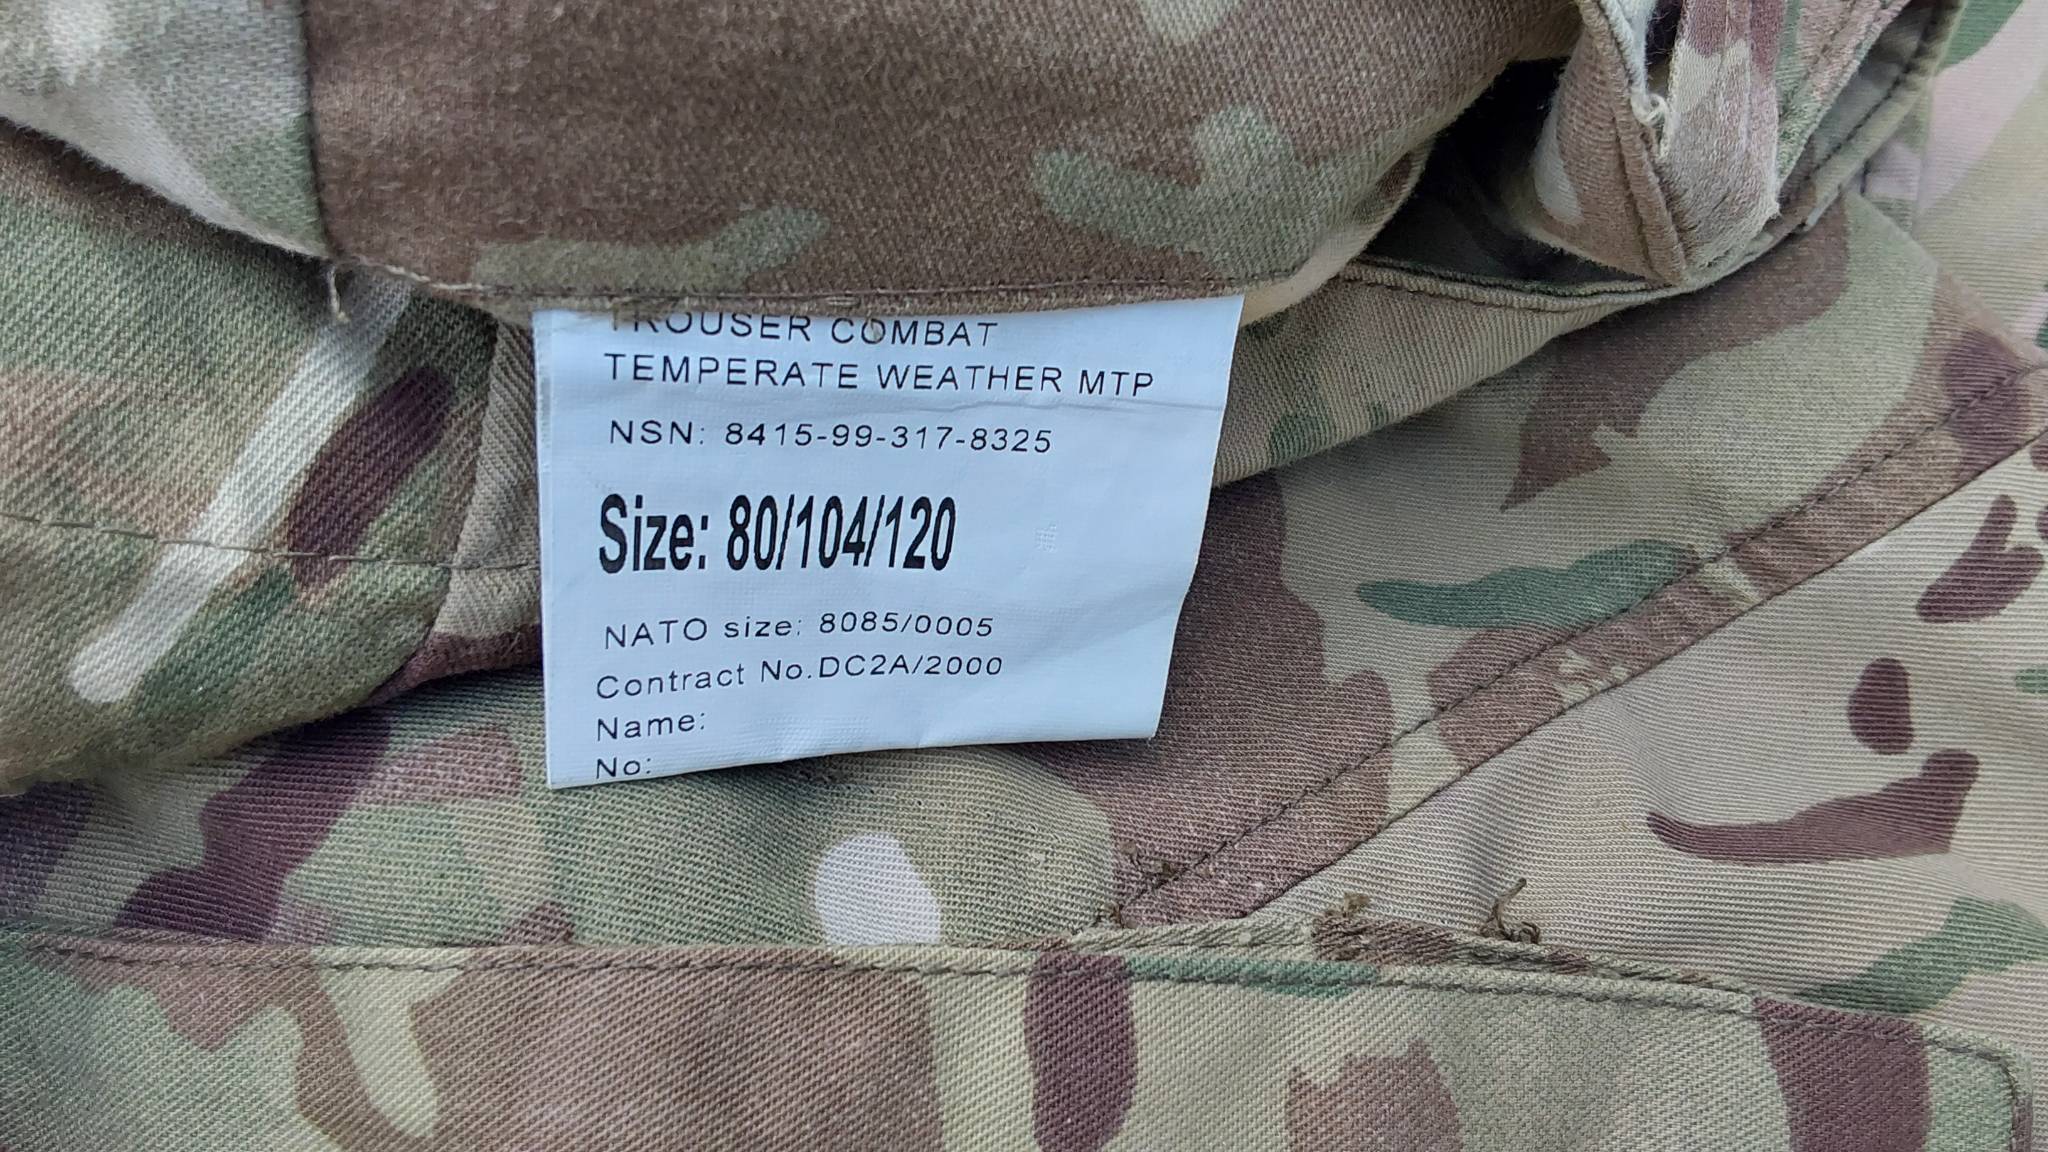 TROUSER COMBAT
TEMPERATE WEATHER MTP
NSN: 8415-99-317-8325
Size: 80/104/120
NATO size: 8085/0005
Contract No.DC2A/2000
Name:
No: